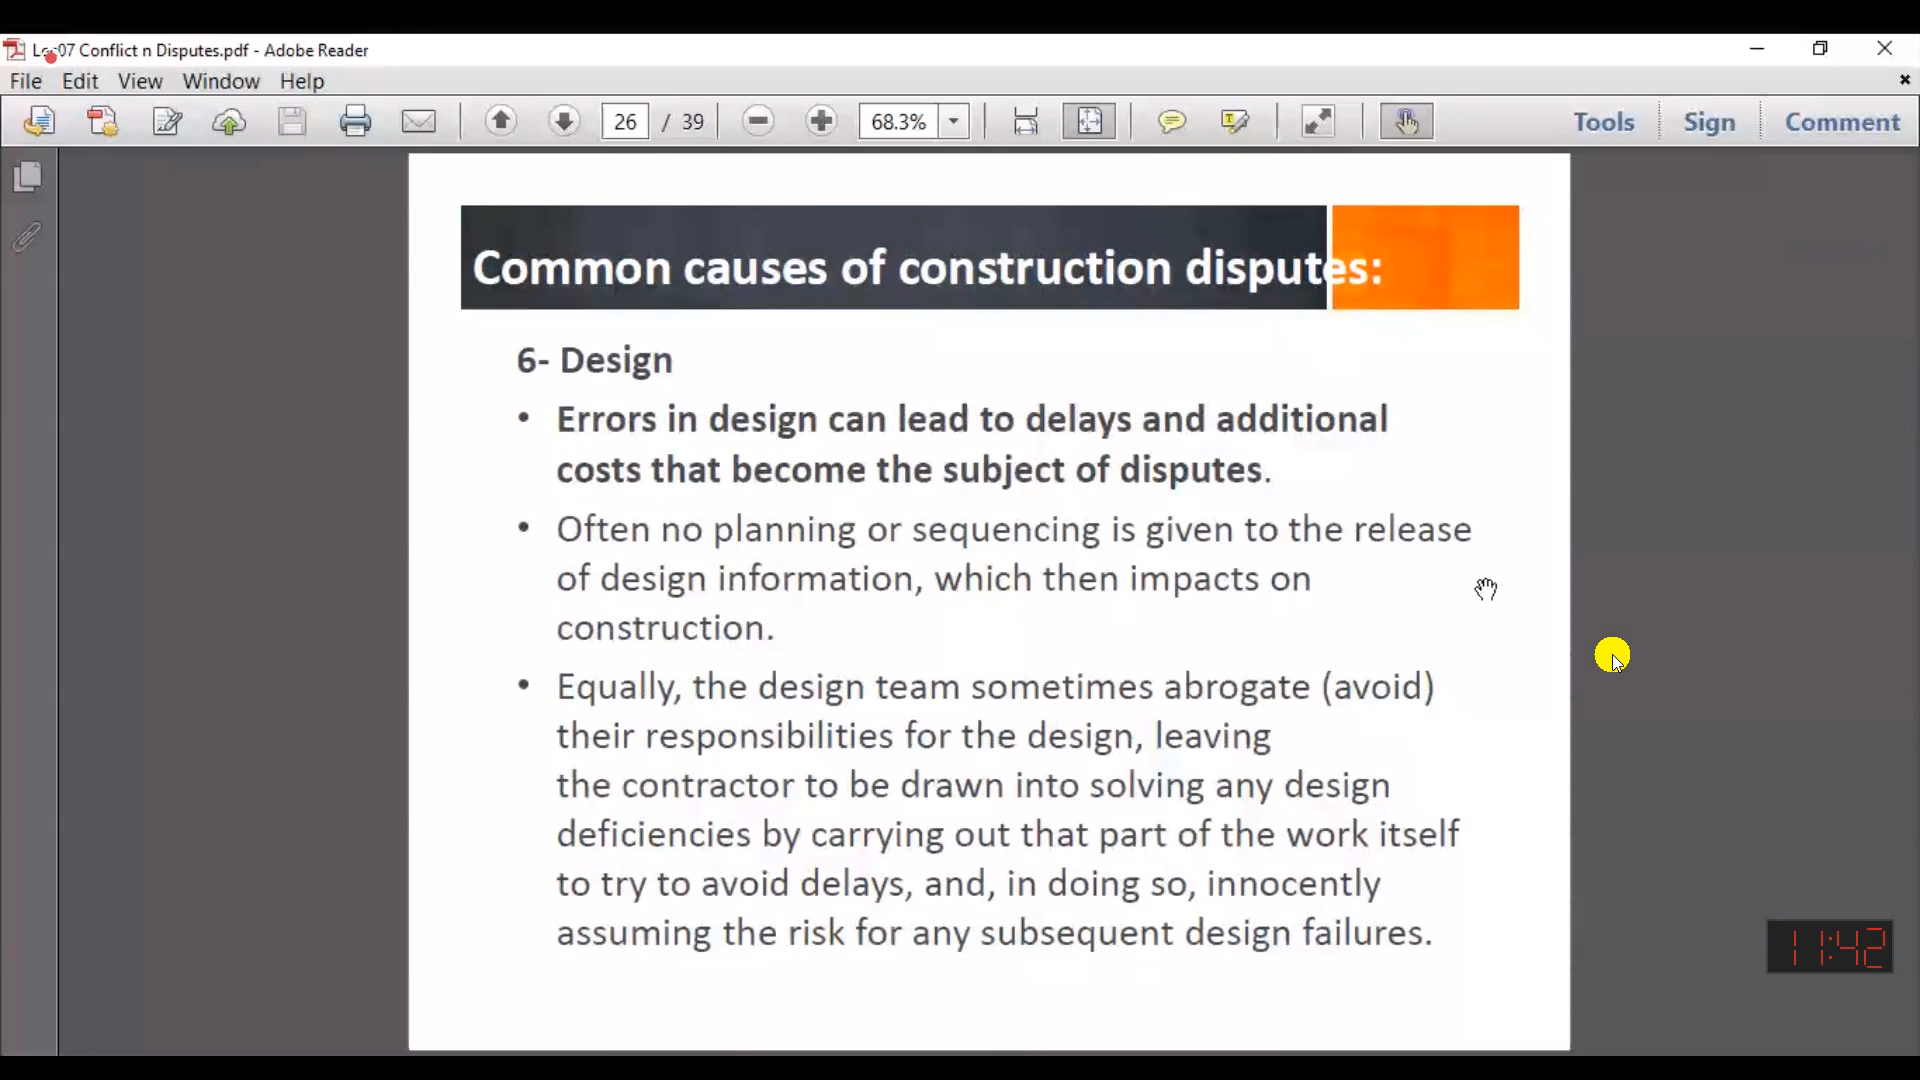 Lec07 Conflict n Disputes.pdf - Adobe Reader
File Edit View Window Help
26 / 39 68.3% Tools Sign Comment
Common causes of construction disputes:
6- Design
• Errors in design can lead to delays and additional
costs that become the subject of disputes.
• Often no planning or sequencing is given to the release
of design information, which then impacts on
construction.
• Equally, the design team sometimes abrogate (avoid)
their responsibilities for the design, leaving
the contractor to be drawn into solving any design
deficiencies by carrying out that part of the work itself
to try to avoid delays, and, in doing so, innocently
assuming the risk for any subsequent design failures.
11:42